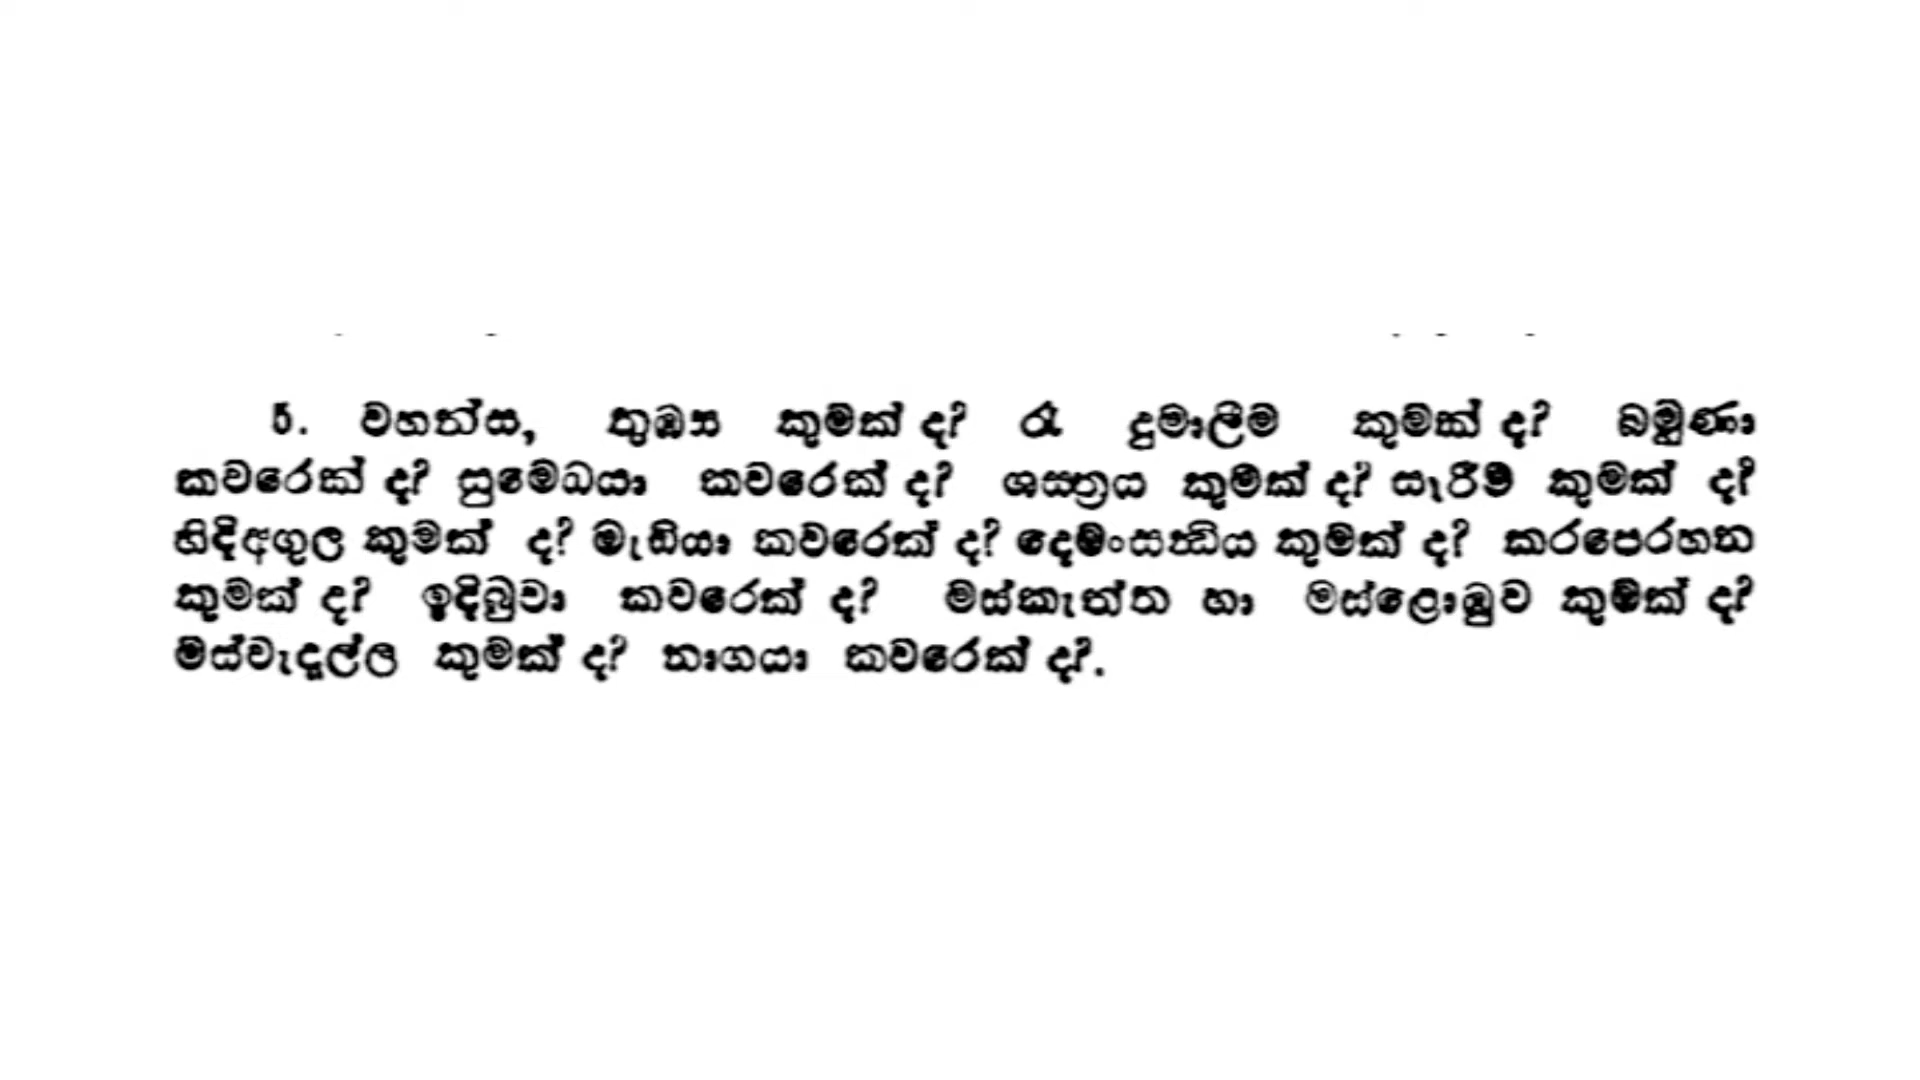 5. වහන්ස, තුඹස කුමක් ද? රෑ දුමාලීම කුමක් ද? බමුණා
කවරෙක් ද? සුමෙධයා කවරෙක් ද? ශස්ත්‍රය කුමක් ද? සෑරීම කුමක් ද?
හිදිඅගුල කුමක් ද? මැඩියා කවරෙක් ද? දෙමංසන්ධිය කුමක් ද? කරපෙරහන
කුමක් ද? ඉදිබුවා කවරෙක් ද? මස්කැත්ත හා මස්ළොඹුව කුමක් ද?
මස්වැදැල්ල කුමක් ද? නාගයා කවරෙක් ද?.